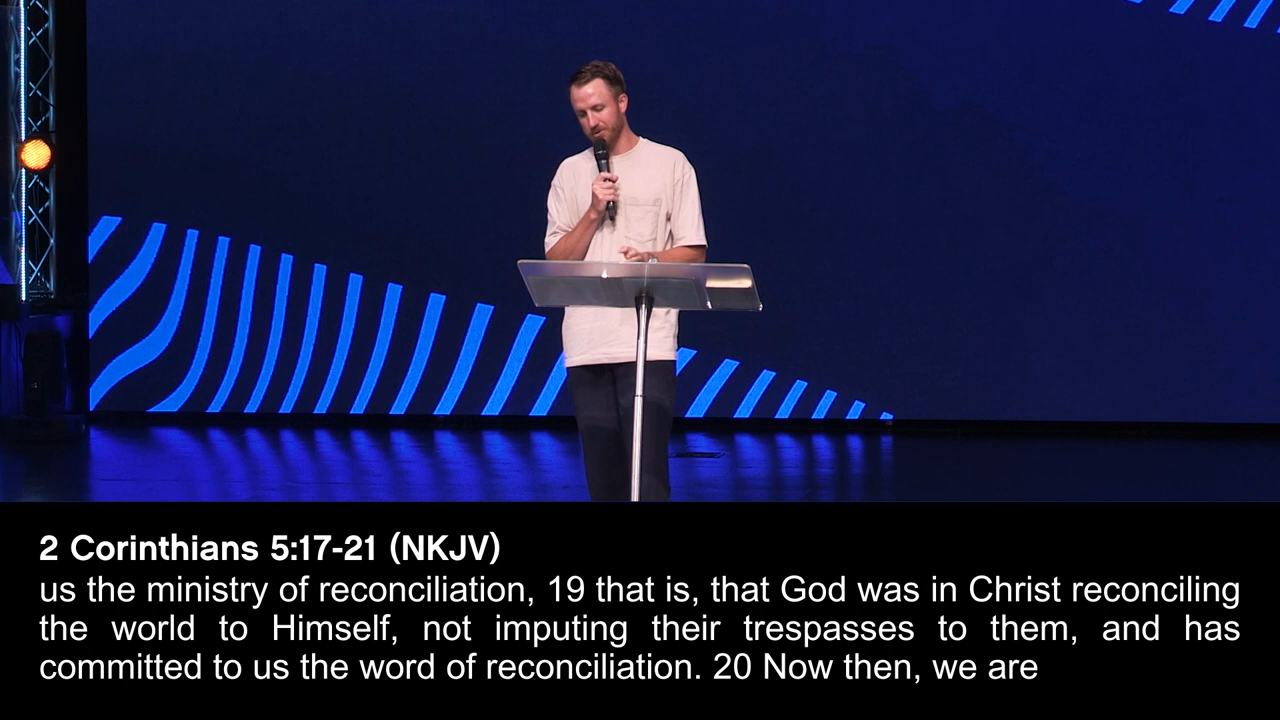 2 Corinthians 5:17-21 (NKJV)
us the ministry of reconciliation, 19 that is, that God was in Christ reconciling
the world to Himself, not imputing their trespasses to them, and has
committed to us the word of reconciliation. 20 Now then, we are